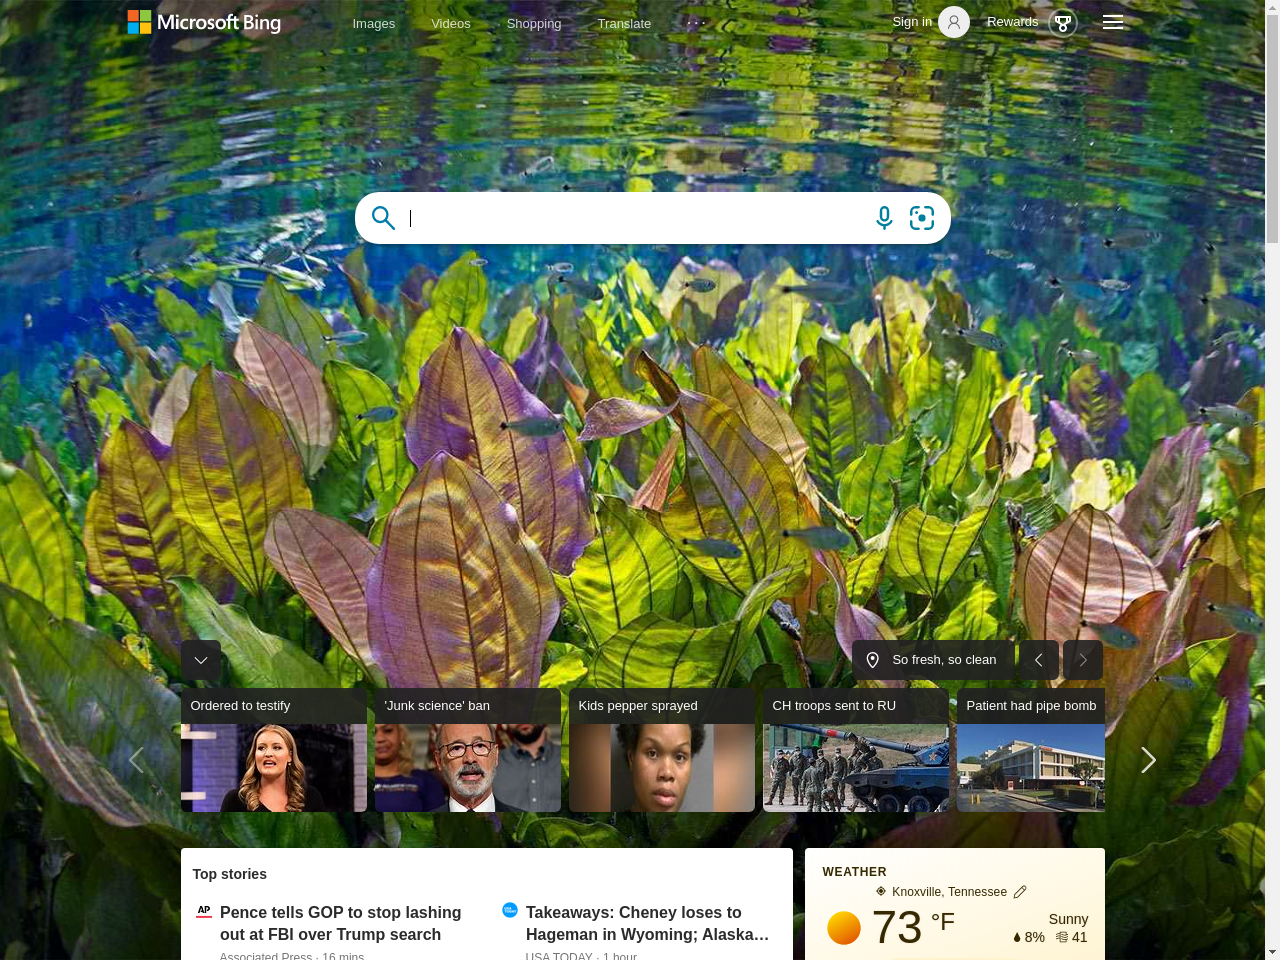 Microsoft Bing
Images
Videos
Shopping
Translate
Sign in
Rewards
So fresh, so clean
Ordered to testify
'Junk science' ban
Kids pepper sprayed
CH troops sent to RU
Patient had pipe bomb
Top stories
AP
Pence tells GOP to stop lashing
out at FBI over Trump search
Associated Press · 16 mins
Takeaways: Cheney loses to
Hageman in Wyoming; Alaska…
USA TODAY · 1 hour
WEATHER
Knoxville, Tennessee
73 °F
Sunny
8% 41